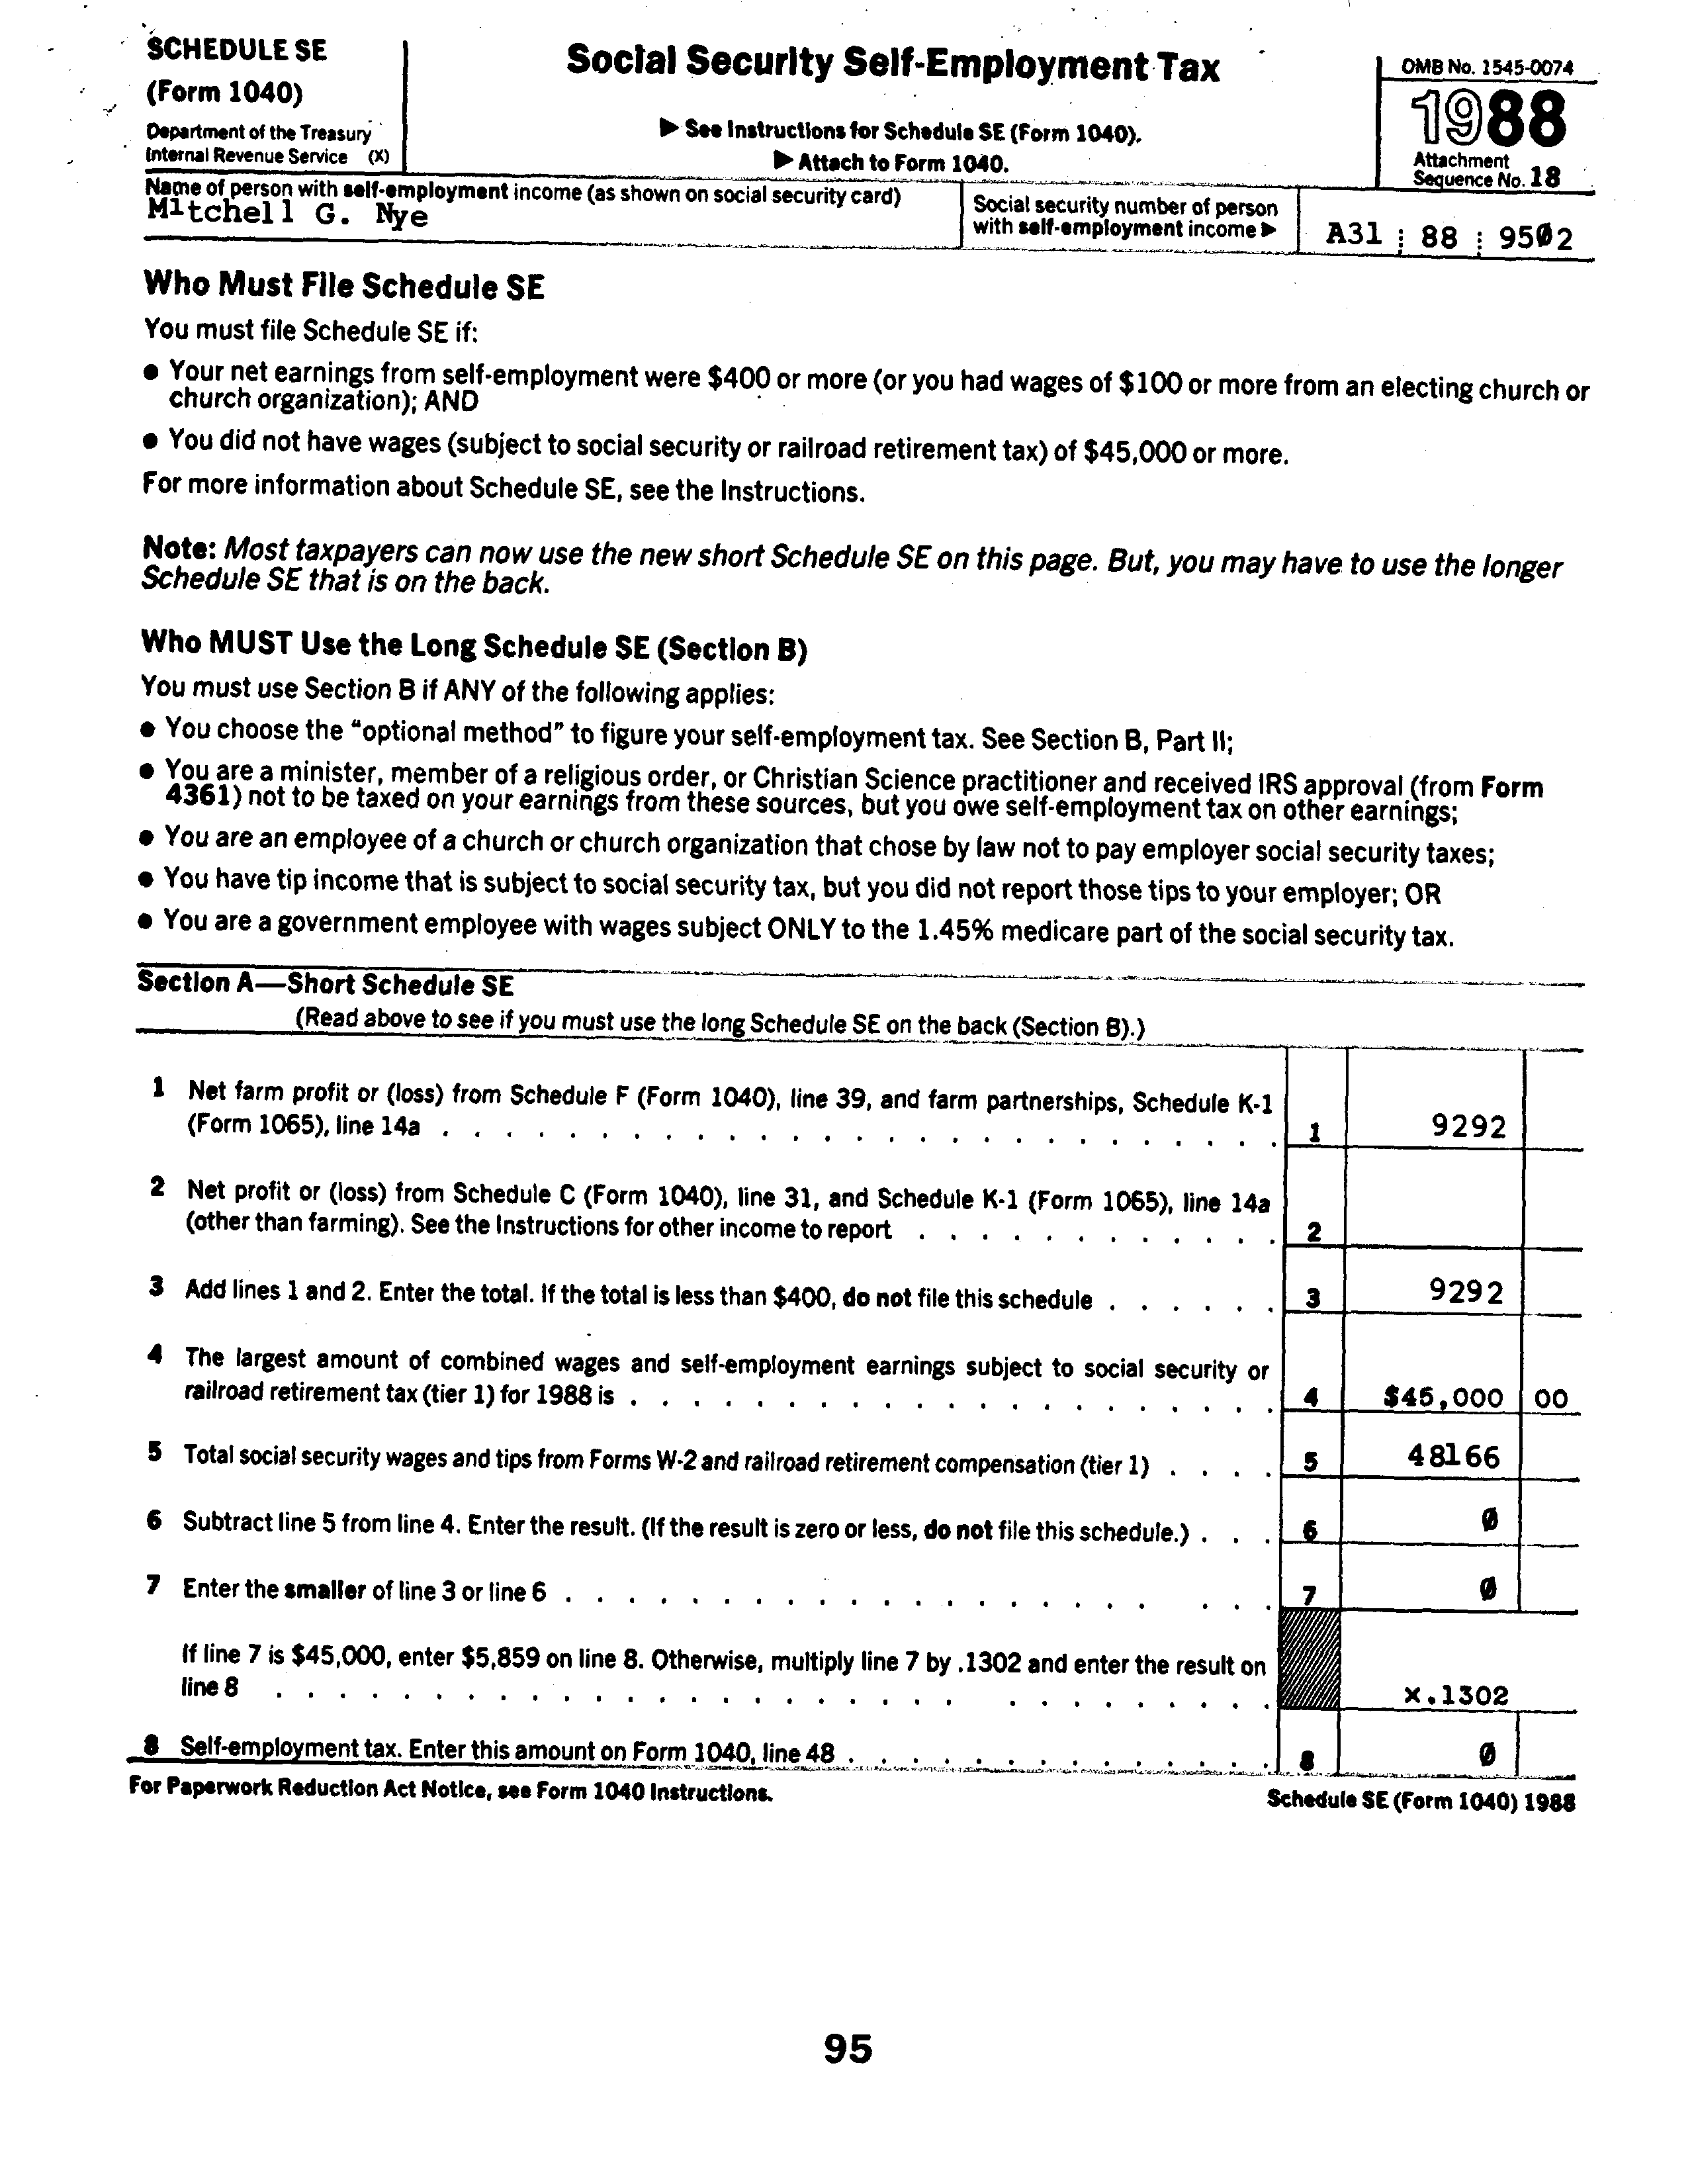 SCHEDULE SE
(Form 1040)
Department of the Treasury
Internal Revenue Service (X)
Social Security Self-Employment Tax
▶ See Instructions for Schedule SE (Form 1040).
▶ Attach to Form 1040.
OMB No. 1545-0074
1988
Attachment
Sequence No. 18
Name of person with self-employment income (as shown on social security card)
Mitchell G. Nye
Social security number of person
with self-employment income ▶
A31 88 9502
Who Must File Schedule SE
You must file Schedule SE if:
● Your net earnings from self-employment were $400 or more (or you had wages of $100 or more from an electing church or
church organization); AND
● You did not have wages (subject to social security or railroad retirement tax) of $45,000 or more.
For more information about Schedule SE, see the Instructions.
Note: Most taxpayers can now use the new short Schedule SE on this page. But, you may have to use the longer
Schedule SE that is on the back.
Who MUST Use the Long Schedule SE (Section B)
You must use Section B if ANY of the following applies:
● You choose the “optional method” to figure your self-employment tax. See Section B, Part II;
● You are a minister, member of a religious order, or Christian Science practitioner and received IRS approval (from Form
4361) not to be taxed on your earnings from these sources, but you owe self-employment tax on other earnings;
● You are an employee of a church or church organization that chose by law not to pay employer social security taxes;
● You have tip income that is subject to social security tax, but you did not report those tips to your employer; OR
● You are a government employee with wages subject ONLY to the 1.45% medicare part of the social security tax.
Section A—Short Schedule SE
(Read above to see if you must use the long Schedule SE on the back (Section B).)
1 Net farm profit or (loss) from Schedule F (Form 1040), line 39, and farm partnerships, Schedule K-1
(Form 1065), line 14a . . . . . . . . . . . . . . . . . . . . . . . . . . . 1 9292
2 Net profit or (loss) from Schedule C (Form 1040), line 31, and Schedule K-1 (Form 1065), line 14a
(other than farming). See the Instructions for other income to report . . . . . . . . . . . . 2
3 Add lines 1 and 2. Enter the total. If the total is less than $400, do not file this schedule . . . . . . 3 9292
4 The largest amount of combined wages and self-employment earnings subject to social security or
railroad retirement tax (tier 1) for 1988 is . . . . . . . . . . . . . . . . . . . . . 4 $45,000 00
5 Total social security wages and tips from Forms W-2 and railroad retirement compensation (tier 1) . . . . 5 48166
6 Subtract line 5 from line 4. Enter the result. (If the result is zero or less, do not file this schedule.) . . . 6 0
7 Enter the smaller of line 3 or line 6 . . . . . . . . . . . . . . . . . . . . . . 7 0
If line 7 is $45,000, enter $5,859 on line 8. Otherwise, multiply line 7 by .1302 and enter the result on
line 8 . . . . . . . . . . . . . . . . . . . . . . . . . . . . . . . x.1302
8 Self-employment tax. Enter this amount on Form 1040, line 48 . . . . . . . . . . . . . . 8 0
For Paperwork Reduction Act Notice, see Form 1040 Instructions.
Schedule SE (Form 1040) 1988
95